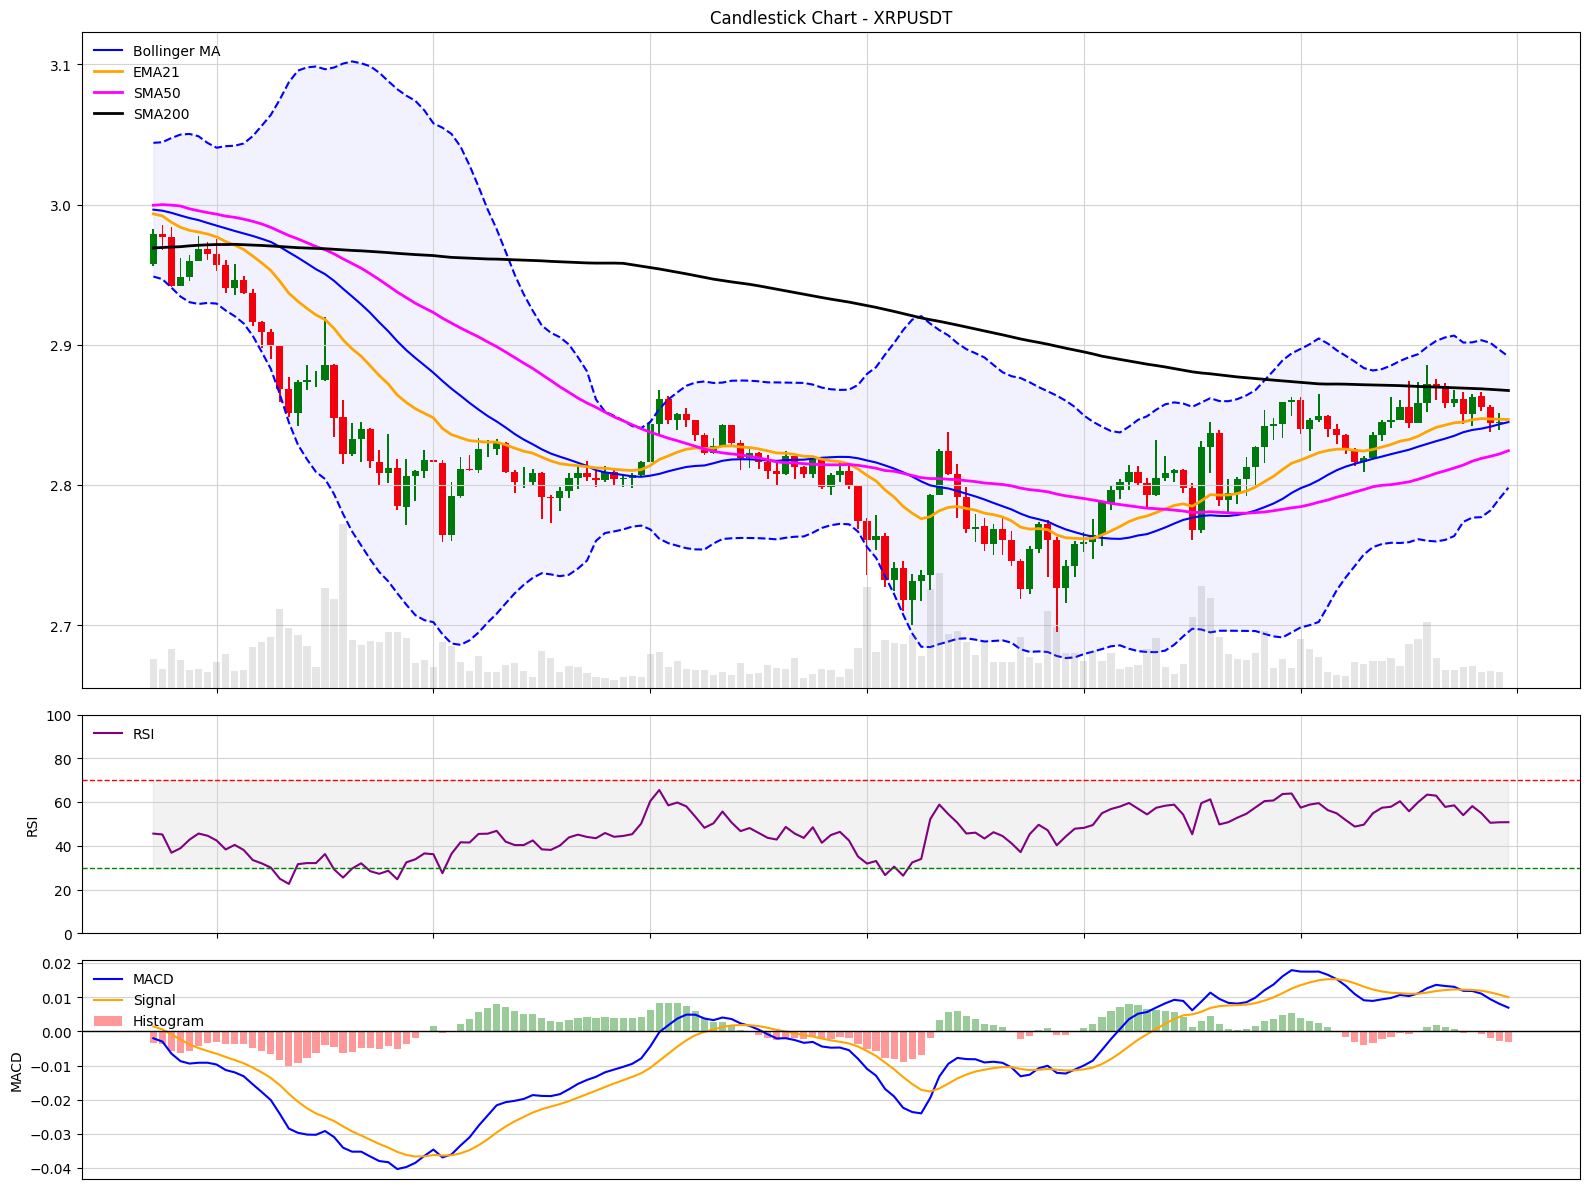 Candlestick Chart - XRPUSDT
Bollinger MA
EMA21
SMA50
SMA200
3.1
3.0
2.9
2.8
2.7
RSI
100
80
60
40
20
0
RSI
MACD
Signal
Histogram
0.02
0.01
0.00
−0.01
−0.02
−0.03
−0.04
MACD